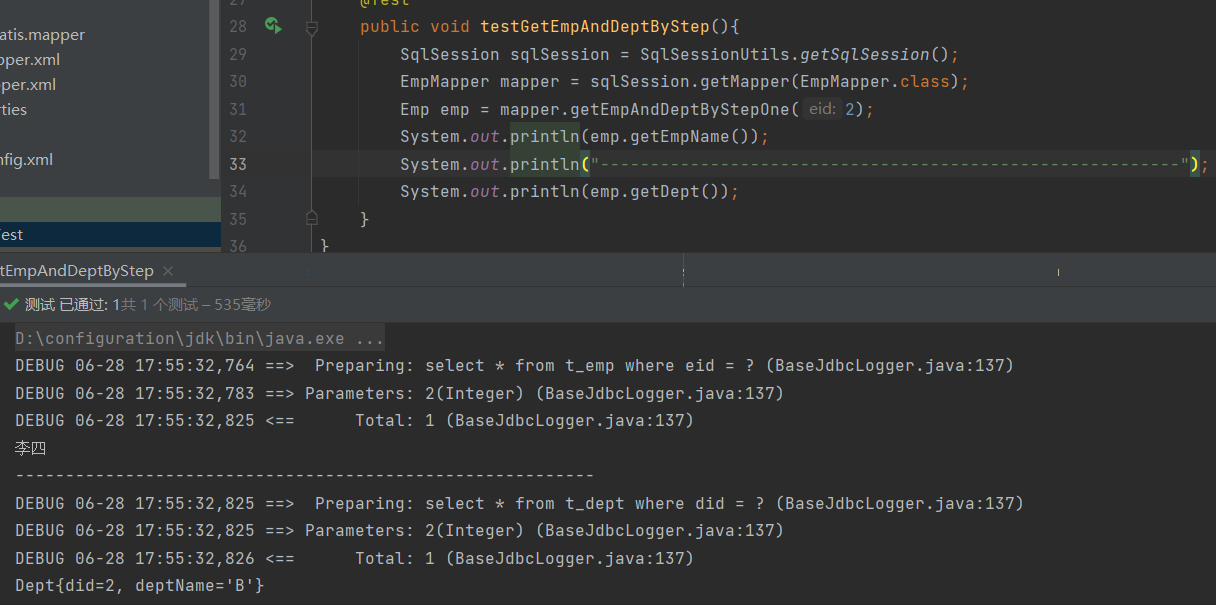 27 @Test
atis.mapper
28 public void testGetEmpAndDeptByStep(){
pper.xml
29 SqlSession sqlSession = SqlSessionUtils.getSqlSession();
per.xml
30 EmpMapper mapper = sqlSession.getMapper(EmpMapper.class);
rties
31 Emp emp = mapper.getEmpAndDeptByStepOne( eid: 2);
32 System.out.println(emp.getEmpName());
nfig.xml
33 System.out.println("----------------------------------------------------------");
34 System.out.println(emp.getDept());
35 }
est
36 }
tEmpAndDeptByStep ×
测试 已通过: 1共 1 个测试 – 535毫秒
D:\configuration\jdk\bin\java.exe ...
DEBUG 06-28 17:55:32,764 ==>  Preparing: select * from t_emp where eid = ? (BaseJdbcLogger.java:137)
DEBUG 06-28 17:55:32,783 ==> Parameters: 2(Integer) (BaseJdbcLogger.java:137)
DEBUG 06-28 17:55:32,825 <==      Total: 1 (BaseJdbcLogger.java:137)
李四
----------------------------------------------------------
DEBUG 06-28 17:55:32,825 ==>  Preparing: select * from t_dept where did = ? (BaseJdbcLogger.java:137)
DEBUG 06-28 17:55:32,825 ==> Parameters: 2(Integer) (BaseJdbcLogger.java:137)
DEBUG 06-28 17:55:32,826 <==      Total: 1 (BaseJdbcLogger.java:137)
Dept{did=2, deptName='B'}